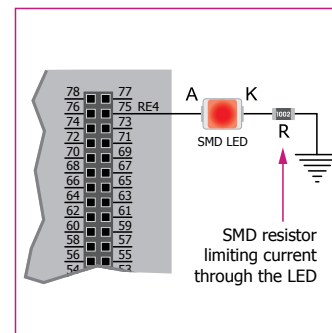 78 77
76 75 RE4 A K
74 73
72 71
70 69
68 67
66 65
64 63
62 61
60 59
58 57
56 55
54 53
SMD LED
1002
R
SMD resistor
limiting current
through the LED